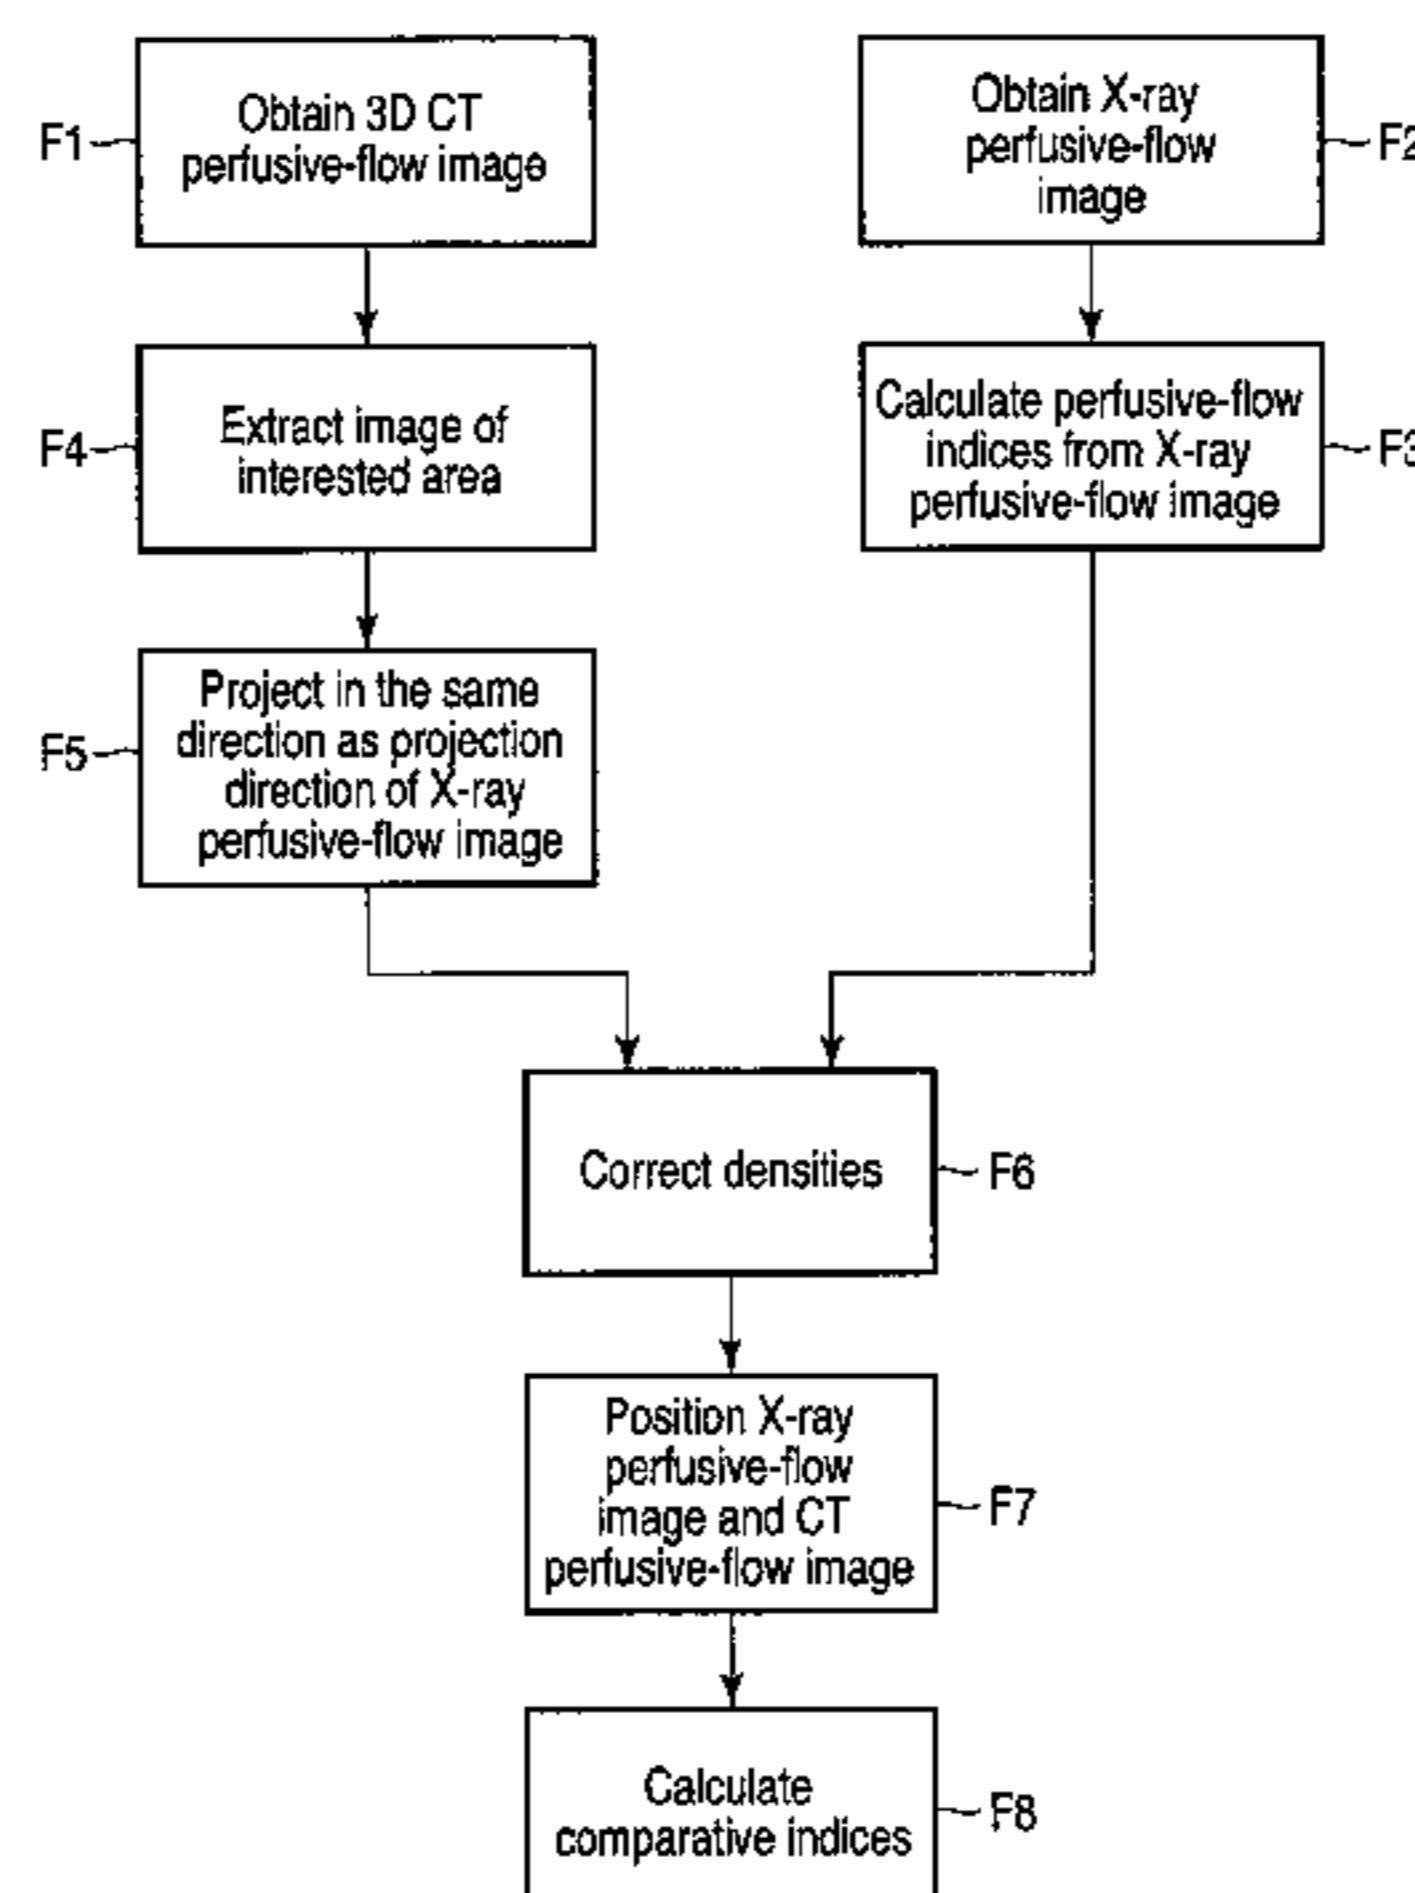 F1
Obtain 3D CT
perfusive-flow image
Obtain X-ray
perfusive-flow
image
F2
F4
Extract image of
interested area
Calculate perfusive-flow
indices from X-ray
perfusive-flow image
F3
F5
Project in the same
direction as projection
direction of X-ray
perfusive-flow image
Correct densities
F6
Position X-ray
perfusive-flow
image and CT
perfusive-flow image
F7
Calculate
comparative indices
F8